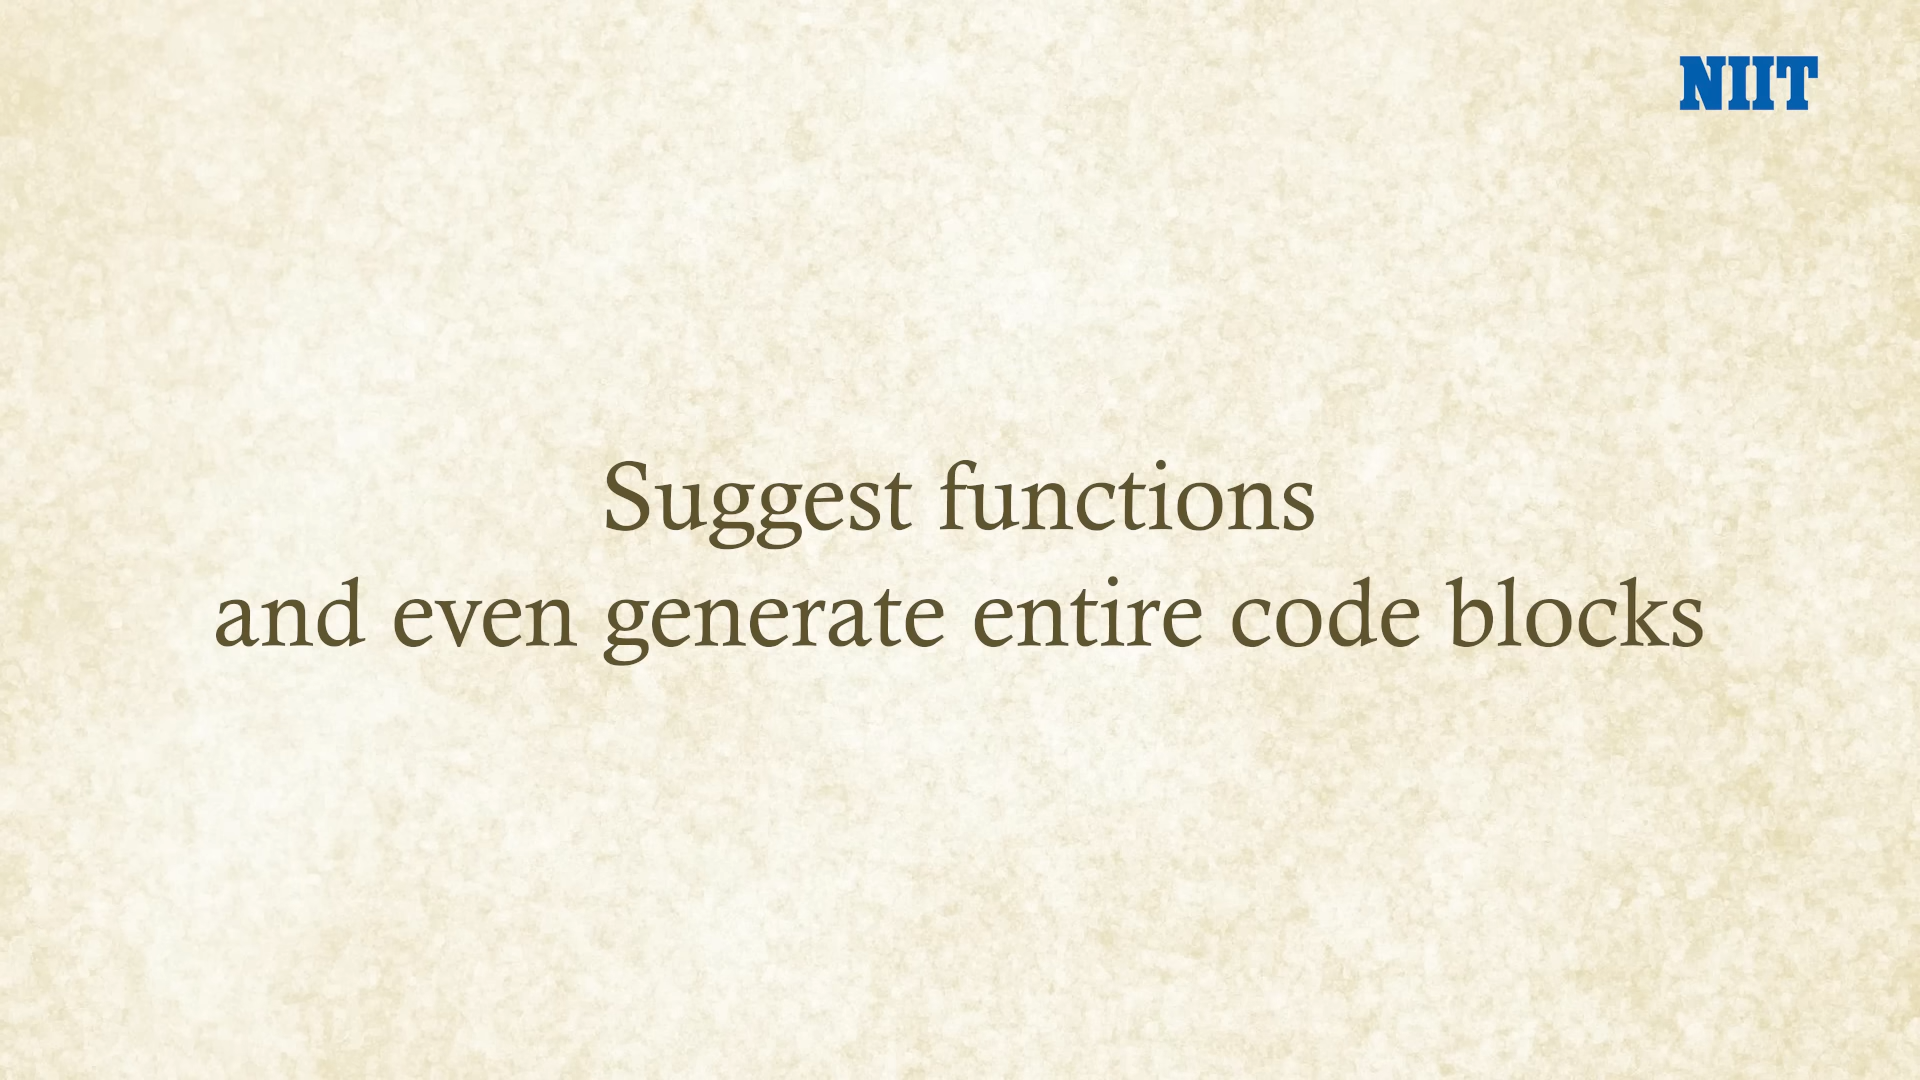 NIIT
Suggest functions
and even generate entire code blocks